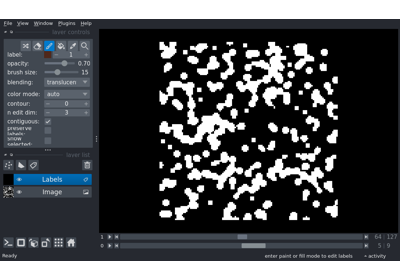 File View Window Plugins Help
layer controls
label: 1
opacity: 0.70
brush size: 15
blending: translucen
color mode: auto
contour: 0
n edit dim: 3
contiguous:
preserve labels:
show selected:
layer list
Labels
Image
1 64 127
0 5 9
Ready enter paint or fill mode to edit labels activity